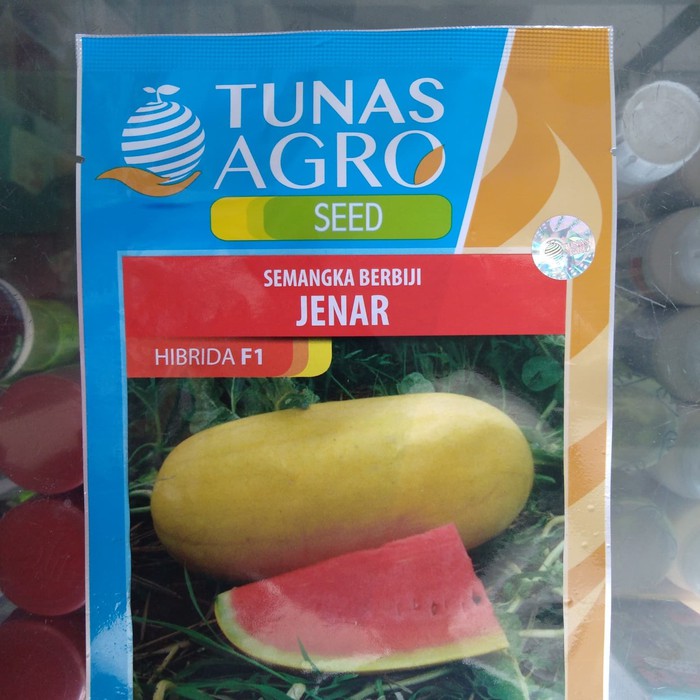 TUNAS
AGRO
SEED
SEMANGKA BERBIJI
JENAR
HIBRIDA F1